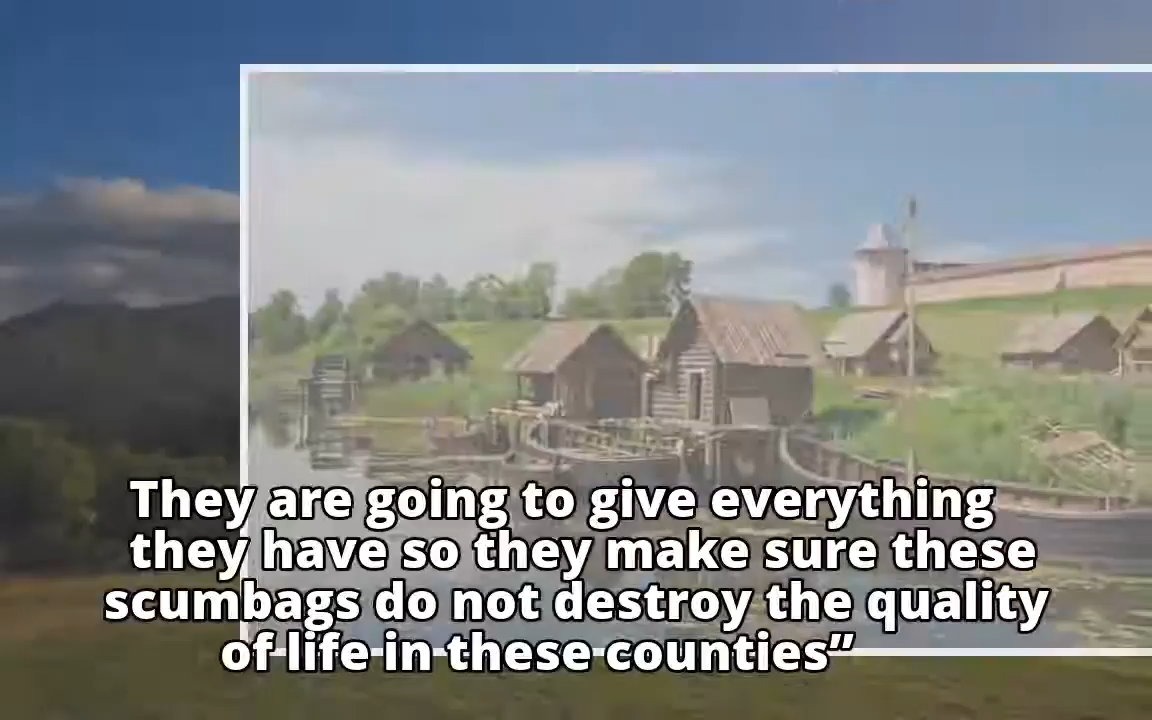 They are going to give everything
they have so they make sure these
scumbags do not destroy the quality
of life in these counties”